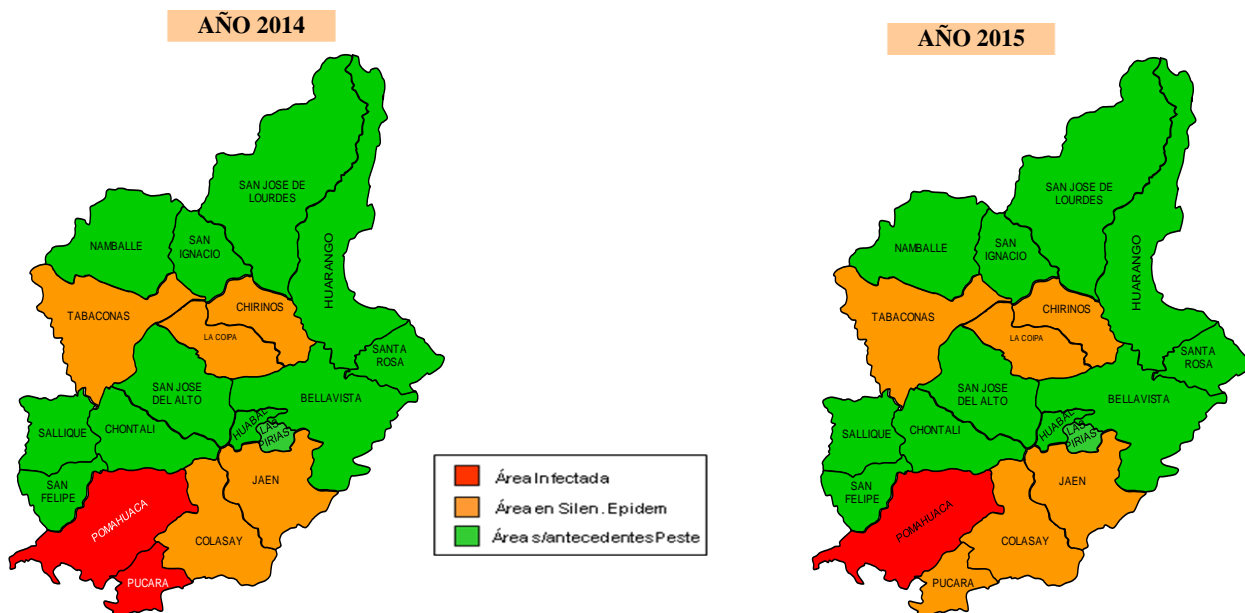 AÑO 2014
SAN JOSE DE
LOURDES
NAMBALLE
SAN
IGNACIO
HUARANGO
TABACONAS
CHIRINOS
LA COIPA
SANTA
ROSA
SAN JOSE
DEL ALTO
BELLAVISTA
SALLIQUE
CHONTALI
HUABAL
LAS
PIRIAS
SAN
FELIPE
JAEN
POMAHUACA
COLASAY
PUCARA
Área Infectada
Área en Silen. Epidem
Área s/antecedentes Peste
AÑO 2015
SAN JOSE DE
LOURDES
NAMBALLE
SAN
IGNACIO
HUARANGO
TABACONAS
CHIRINOS
LA COIPA
SANTA
ROSA
SAN JOSE
DEL ALTO
BELLAVISTA
SALLIQUE
CHONTALI
HUABAL
LAS
PIRIAS
SAN
FELIPE
JAEN
POMAHUACA
COLASAY
PUCARA